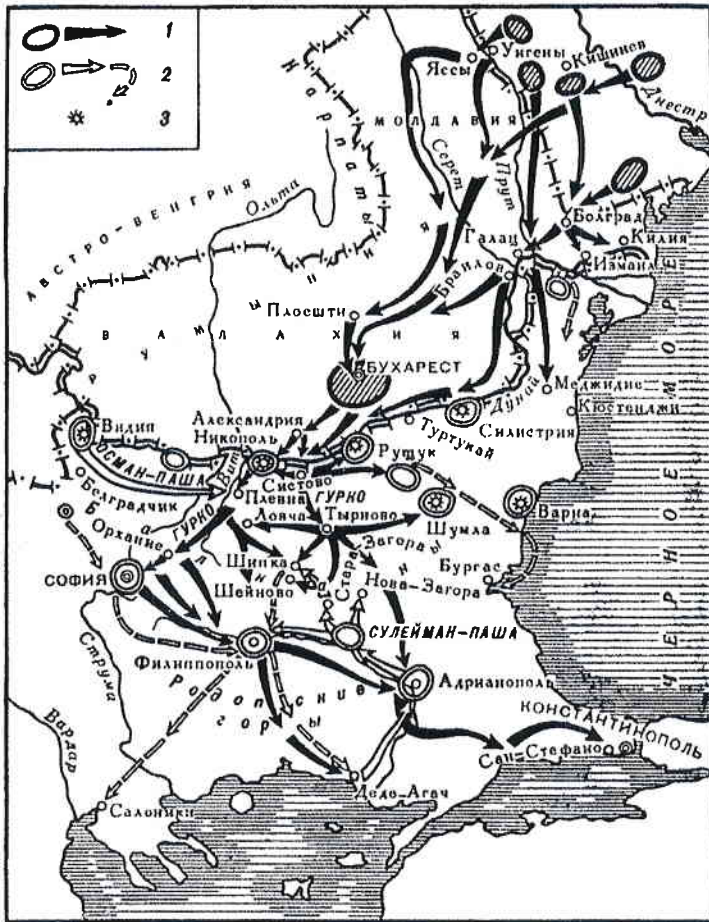 1
2
3
Яссы
Унгены
Кишинев
Днестр
Карпаты
МОЛДАВИЯ
Серет
Прут
АВСТРО-ВЕНГРИЯ
Ольта
Болград
Килия
Измаил
Галац
Браилов
Плоешти
ВАЛЛАХИЯ
РУМЫНИЯ
БУХАРЕСТ
ЧЕРНОЕ МОРЕ
Меджидие
Кюстенджи
Дунай
Силистрия
Туртукай
Александрия
Никополь
Видин
ОСМАН-ПАША
Вит
Рущук
Систово
Белградчик
Плевна
ГУРКО
ГУРКО
Ловча
Тырново
Шумла
Варна
Орхание
Шипка
Стара Загора
Бургас
СОФИЯ
Шейново
Нова-Загора
Балканы
СУЛЕЙМАН-ПАША
Филиппополь
Струма
Родопские
горы
Адрианополь
Вардар
КОНСТАНТИНОПОЛЬ
Сан-Стефано
Деде-Агач
Салоники